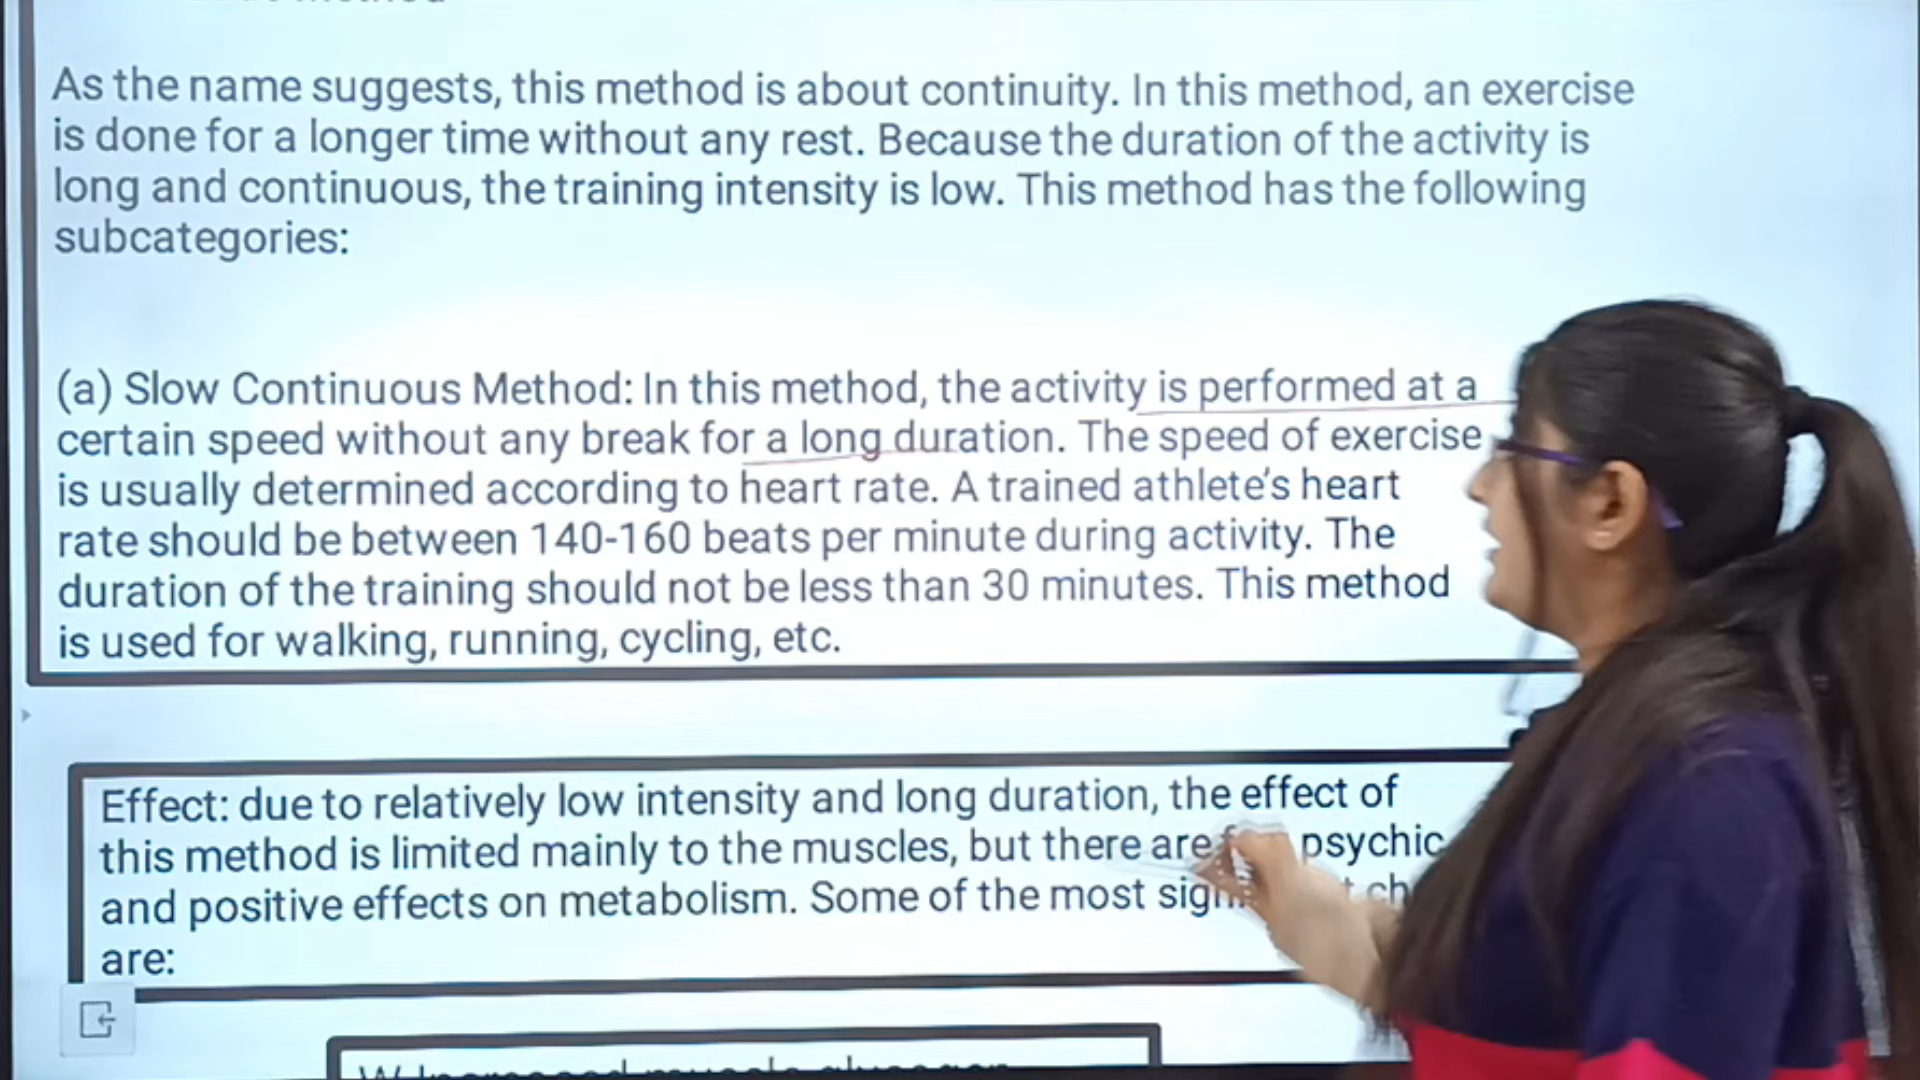 As the name suggests, this method is about continuity. In this method, an exercise
is done for a longer time without any rest. Because the duration of the activity is
long and continuous, the training intensity is low. This method has the following
subcategories:
(a) Slow Continuous Method: In this method, the activity is performed at a
certain speed without any break for a long duration. The speed of exercise
is usually determined according to heart rate. A trained athlete's heart
rate should be between 140-160 beats per minute during activity. The
duration of the training should not be less than 30 minutes. This method
is used for walking, running, cycling, etc.
Effect: due to relatively low intensity and long duration, the effect of
this method is limited mainly to the muscles, but there are psychic
and positive effects on metabolism. Some of the most
are: